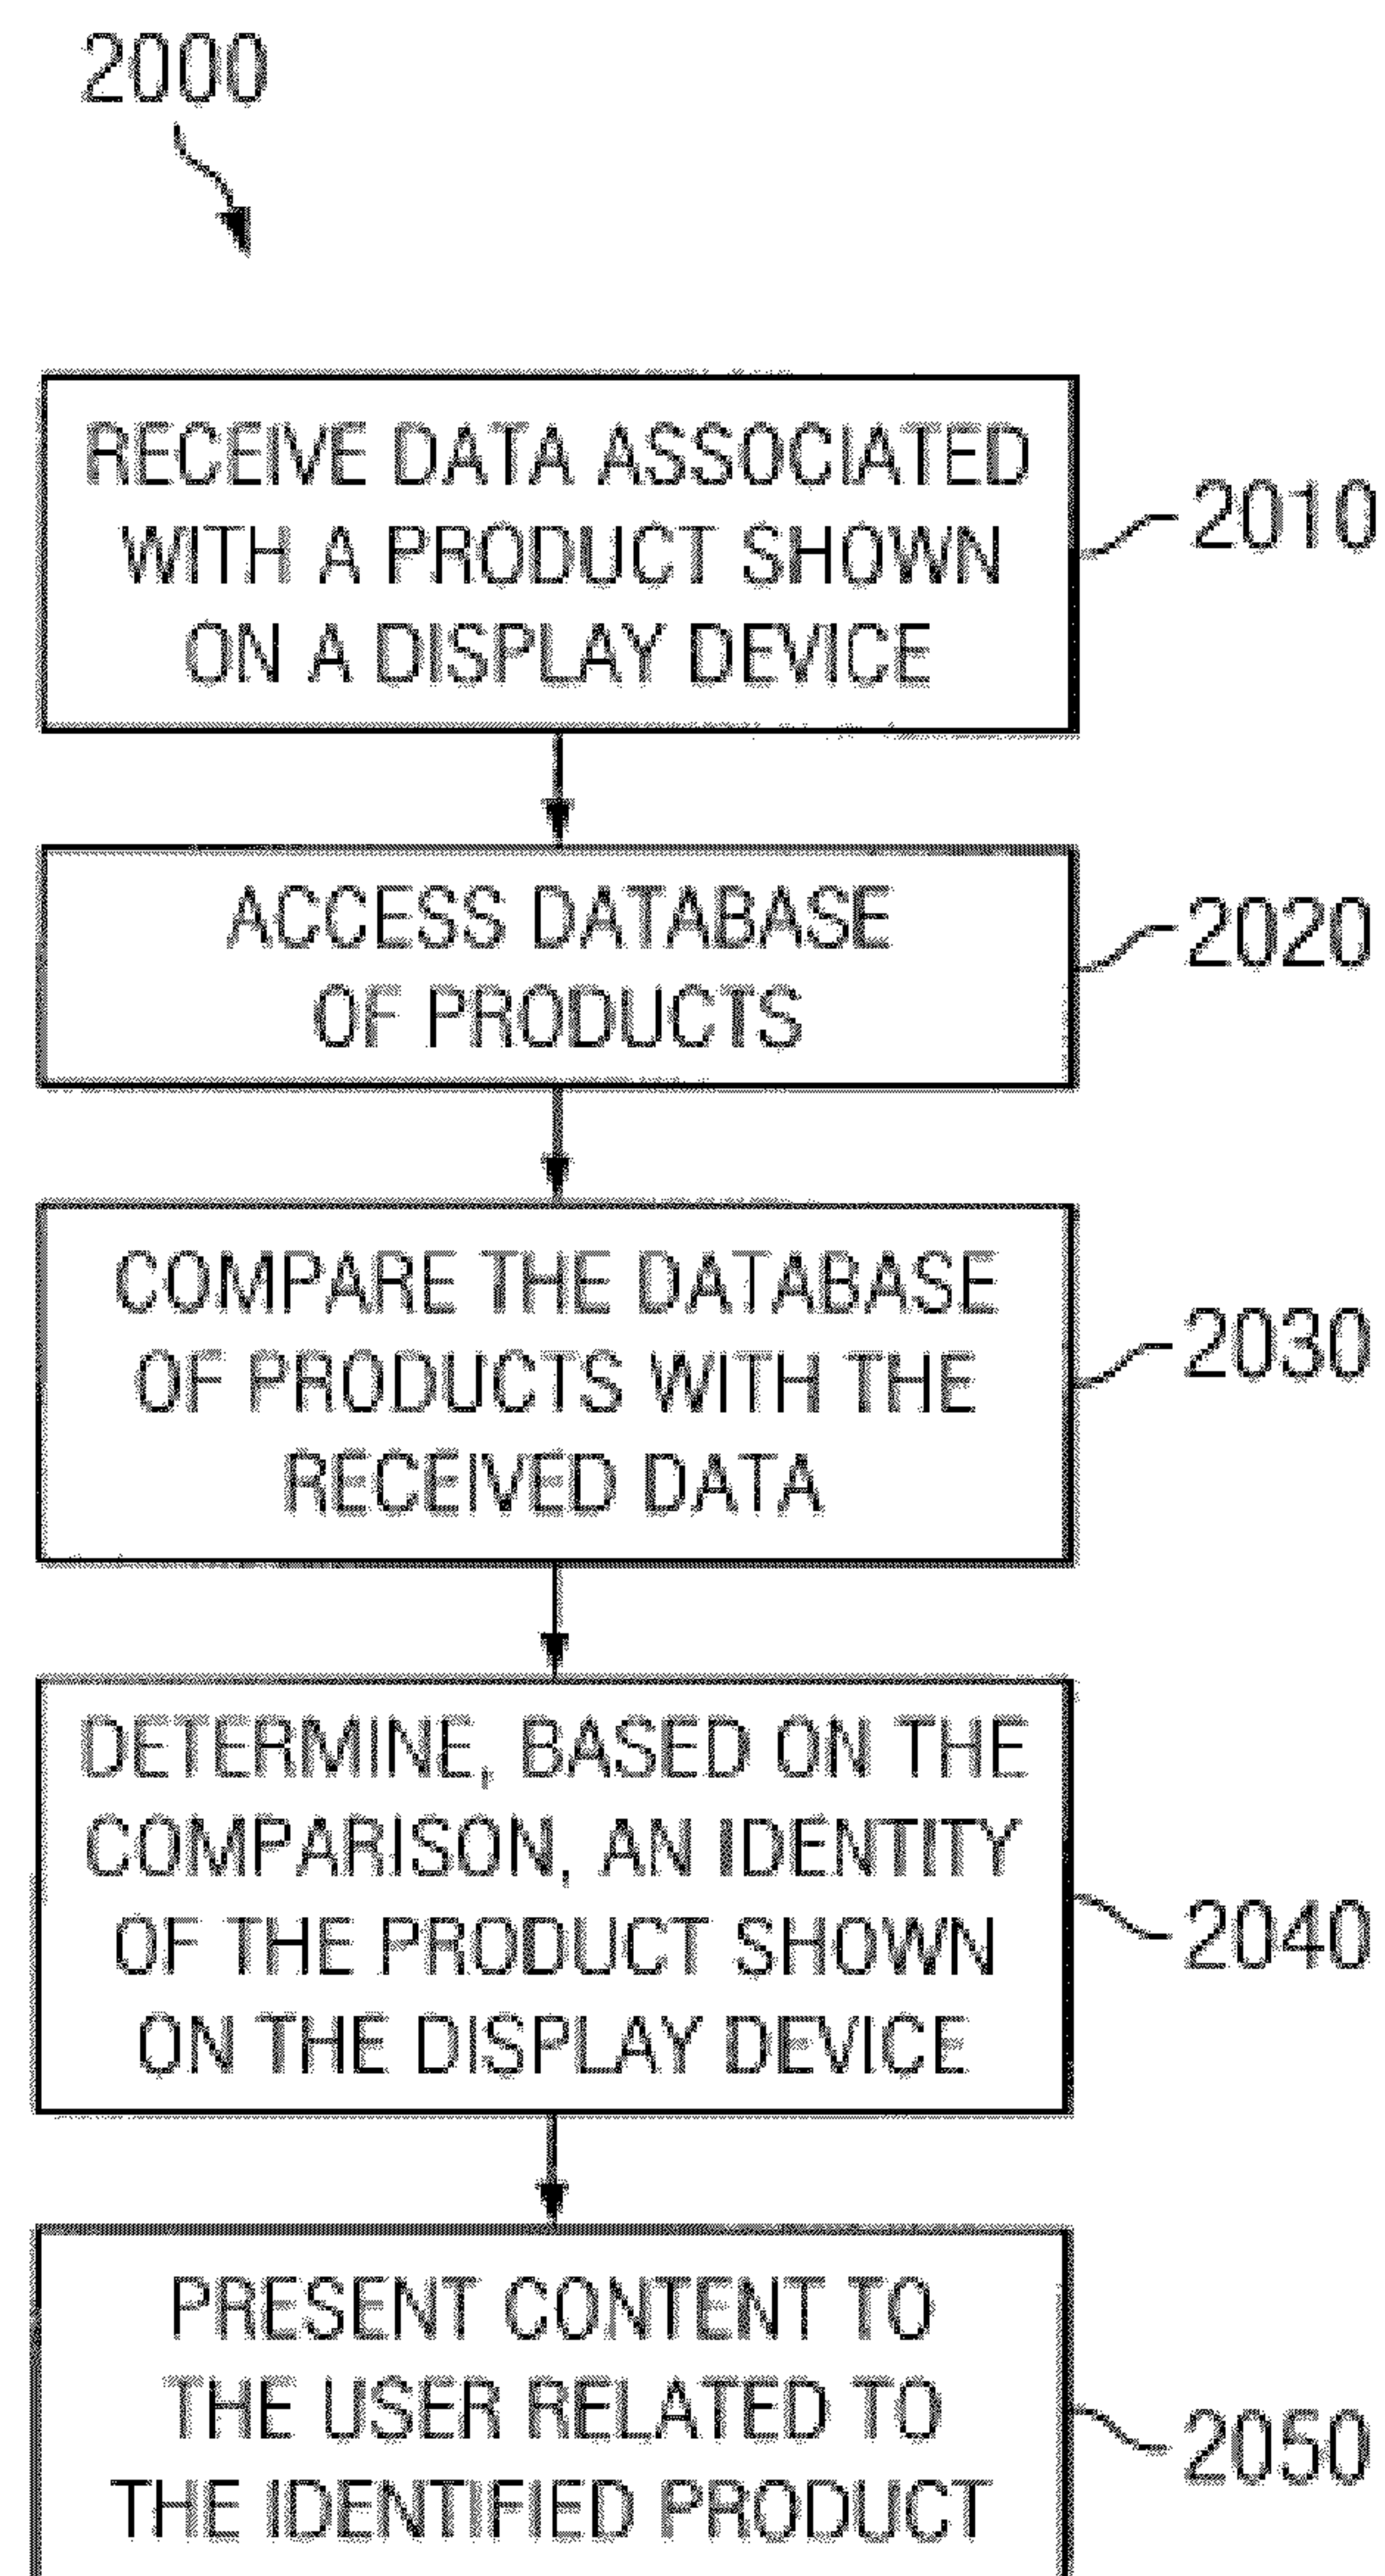 2000
RECEIVE DATA ASSOCIATED
WITH A PRODUCT SHOWN
ON A DISPLAY DEVICE
2010
ACCESS DATABASE
OF PRODUCTS
2020
COMPARE THE DATABASE
OF PRODUCTS WITH THE
RECEIVED DATA
2030
DETERMINE, BASED ON THE
COMPARISON, AN IDENTITY
OF THE PRODUCT SHOWN
ON THE DISPLAY DEVICE
2040
PRESENT CONTENT TO
THE USER RELATED TO
THE IDENTIFIED PRODUCT
2050